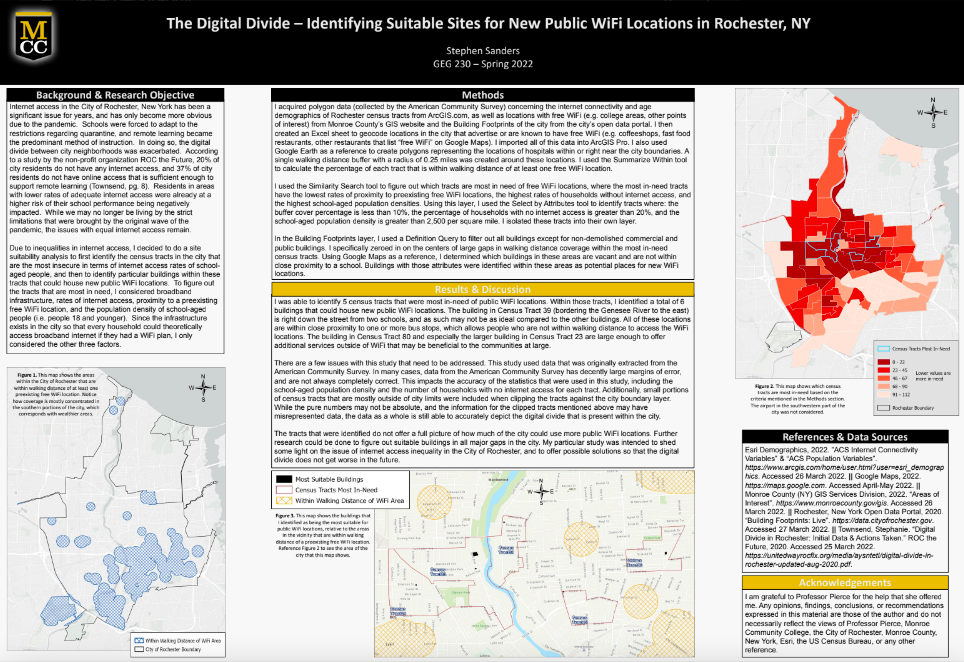 M
CC
The Digital Divide – Identifying Suitable Sites for New Public WiFi Locations in Rochester, NY
Stephen Sanders
GEG 230 – Spring 2022
Background & Research Objective
Internet access in the City of Rochester, New York has been a
significant issue for years, and has only become more obvious
due to the pandemic. Schools were forced to adapt to the
restrictions regarding quarantine, and remote learning became
the predominant method of instruction. In doing so, the digital
divide between city neighborhoods was exacerbated. According
to a study by the non-profit organization ROC the Future, 20% of
city residents do not have any internet access, and 37% of city
residents do not have online access that is sufficient enough to
support remote learning (Townsend, pg. 8). Residents in areas
with lower rates of adequate internet access were already at a
higher risk of their school performance being negatively
impacted. While we may no longer be living by the strict
limitations that were brought by the original wave of the
pandemic, the issues with equal internet access remain.
Due to inequalities in internet access, I decided to do a site
suitability analysis to first identify the census tracts in the city that
are the most insecure in terms of internet access rates of school-
aged people, and then to identify particular buildings within these
tracts that could house new public WiFi locations. To figure out
the tracts that are most in need, I considered broadband
infrastructure, rates of internet access, proximity to a preexisting
free WiFi location, and the population density of school-aged
people (i.e. people 18 and younger). Since the infrastructure
exists in the city so that every household could theoretically
access broadband internet if they had a WiFi plan, I only
considered the other three factors.
Figure 1. This map shows the areas
within the City of Rochester that are
within walking distance of at least one
preexisting free WiFi location. Notice
how coverage is mostly concentrated in
the southern portions of the city, which
corresponds with wealthier areas.
N
W E
S
Within Walking Distance of WiFi Area
City of Rochester Boundary
Methods
I acquired polygon data (collected by the American Community Survey) concerning the internet connectivity and age
demographics of Rochester census tracts from ArcGIS.com, as well as locations with free WiFi (e.g. college areas, other points
of interest) from Monroe County's GIS website and the Building Footprints of the city from the city's open data portal. I then
created an Excel sheet to geocode locations in the city that advertise or are known to have free WiFi (e.g. coffeeshops, fast food
restaurants, other restaurants that list "free WiFi" on Google Maps). I imported all of this data into ArcGIS Pro. I also used
Google Earth as a reference to create polygons representing the locations of hospitals within or right near the city boundaries. A
single walking distance buffer with a radius of 0.25 miles was created around these locations. I used the Summarize Within tool
to calculate the percentage of each tract that is within walking distance of at least one free WiFi location.
I used the Similarity Search tool to figure out which tracts are most in need of free WiFi locations, where the most in-need tracts
have the lowest rates of proximity to preexisting free WiFi locations, the highest rates of households without internet access, and
the highest school-aged population densities. Using this layer, I used the Select by Attributes tool to identify tracts where: the
buffer cover percentage is less than 10%, the percentage of households with no internet access is greater than 20%, and the
school-aged population density is greater than 2,500 per square mile. I isolated these tracts into their own layer.
In the Building Footprints layer, I used a Definition Query to filter out all buildings except for non-demolished commercial and
public buildings. I specifically zeroed in on the centers of large gaps in walking distance coverage within the most in-need
census tracts. Using Google Maps as a reference, I determined which buildings in these areas are vacant and are not within
close proximity to a school. Buildings with those attributes were identified within these areas as potential places for new WiFi
locations.
Results & Discussion
I was able to identify 5 census tracts that were most in-need of public WiFi locations. Within those tracts, I identified a total of 6
buildings that could house new public WiFi locations. The building in Census Tract 39 (bordering the Genesee River to the east)
is right down the street from two schools, and as such may not be as ideal compared to the other buildings. All of these locations
are within close proximity to one or more bus stops, which allows people who are not within walking distance to access the WiFi
locations. The building in Census Tract 80 and especially the larger building in Census Tract 23 are large enough to offer
additional services outside of WiFi that may be beneficial to the communities at large.
There are a few issues with this study that need to be addressed. This study used data that was originally extracted from the
American Community Survey. In many cases, data from the American Community Survey has decently large margins of error,
and are not always completely correct. This impacts the accuracy of the statistics that were used in this study, including the
school-aged population density and the number of households with no internet access for each tract. Additionally, small portions
of census tracts that are mostly outside of city limits were included when clipping the tracts against the city boundary layer.
While the pure numbers may not be absolute, and the information for the clipped tracts mentioned above may have
misrepresented data, the data as a whole is still able to accurately depict the digital divide that is present within the city.
The tracts that were identified do not offer a full picture of how much of the city could use more public WiFi locations. Further
research could be done to figure out suitable buildings in all major gaps in the city. My particular study was intended to shed
some light on the issue of internet access inequality in the City of Rochester, and to offer possible solutions so that the digital
divide does not get worse in the future.
Most Suitable Buildings
Census Tracts Most In-Need
Within Walking Distance of WiFi Area
Figure 3. This map shows the buildings that
I identified as being the most suitable for
public WiFi locations, relative to the areas
in the vicinity that are within walking
distance of a preexisting free WiFi location.
Reference Figure 2 to see the area of the
city that this map shows.
N
W E
S
N
W E
S
Census Tracts Most In-Need
0 - 22
23 - 45
46 - 67
68 - 90
91 - 112
Lower values are
more in need
Rochester Boundary
Figure 2. This map shows which census
tracts are most in need based on the
criteria mentioned in the Methods section.
The airport in the southwestern part of the
city was not considered.
References & Data Sources
Esri Demographics, 2022. "ACS Internet Connectivity
Variables" & "ACS Population Variables".
https://www.arcgis.com/home/user.html?user=esri_demograp
hics. Accessed 26 March 2022. || Google Maps, 2022.
https://maps.google.com. Accessed April-May 2022. ||
Monroe County (NY) GIS Services Division, 2022. "Areas of
Interest". https://www.monroecounty.gov/gis. Accessed 26
March 2022. || Rochester, New York Open Data Portal, 2020.
"Building Footprints: Live". https://data.cityofrochester.gov.
Accessed 27 March 2022. || Townsend, Stephanie. "Digital
Divide in Rochester: Initial Data & Actions Taken." ROC the
Future, 2020. Accessed 25 March 2022.
https://unitedwayrocflx.org/media/aysntetl/digital-divide-in-
rochester-updated-aug-2020.pdf.
Acknowledgements
I am grateful to Professor Pierce for the help that she offered
me. Any opinions, findings, conclusions, or recommendations
expressed in this material are those of the author and do not
necessarily reflect the views of Professor Pierce, Monroe
Community College, the City of Rochester, Monroe County,
New York, Esri, the US Census Bureau, or any other
reference.